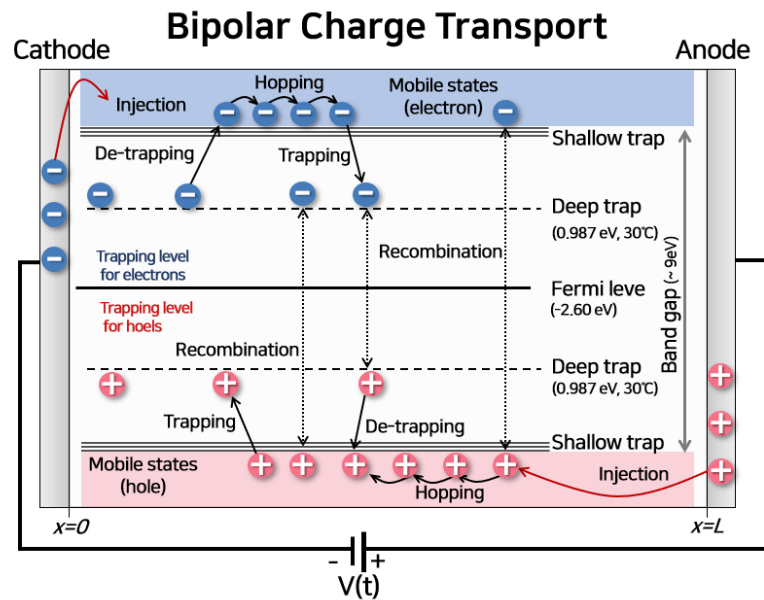 Bipolar Charge Transport
Cathode
Anode
Injection
Hopping
Mobile states
(electron)
Shallow trap
De-trapping
Trapping
Deep trap
(0.987 eV, 30℃)
Recombination
Trapping level
for electrons
Fermi leve
(-2.60 eV)
Band gap (~ 9eV)
Trapping level
for hoels
Recombination
Deep trap
(0.987 eV, 30℃)
Trapping
De-trapping
Shallow trap
Mobile states
(hole)
Hopping
Injection
x=0
x=L
- +
V(t)